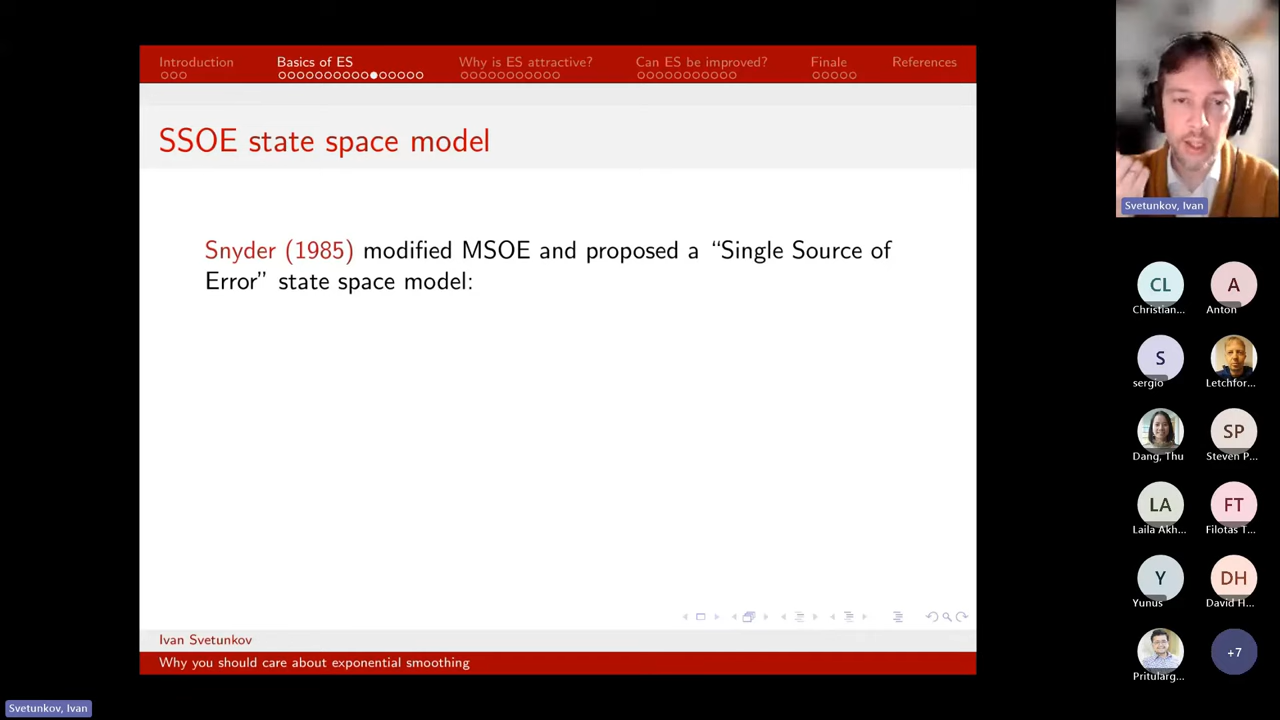 Introduction
Basics of ES
Why is ES attractive?
Can ES be improved?
Finale
References
SSOE state space model
Snyder (1985) modified MSOE and proposed a “Single Source of
Error” state space model:
Ivan Svetunkov
Why you should care about exponential smoothing
Svetunkov, Ivan
CL
Christian...
A
Anton
S
sergio
Letchfor...
Dang, Thu
SP
Steven P...
LA
Laila Akh...
FT
Filotas T...
Y
Yunus
DH
David H...
Pritularg...
+7
Svetunkov, Ivan